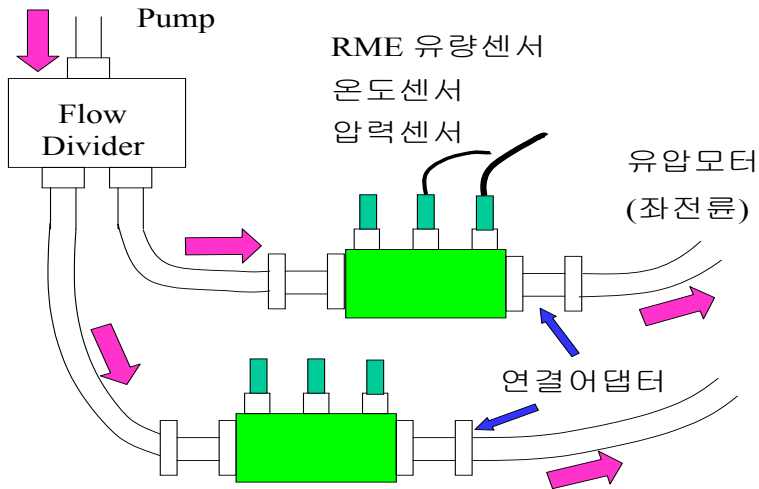 Pump
Flow
Divider
RME 유량센서
온도센서
압력센서
유압모터
(좌전륜)
연결어댑터